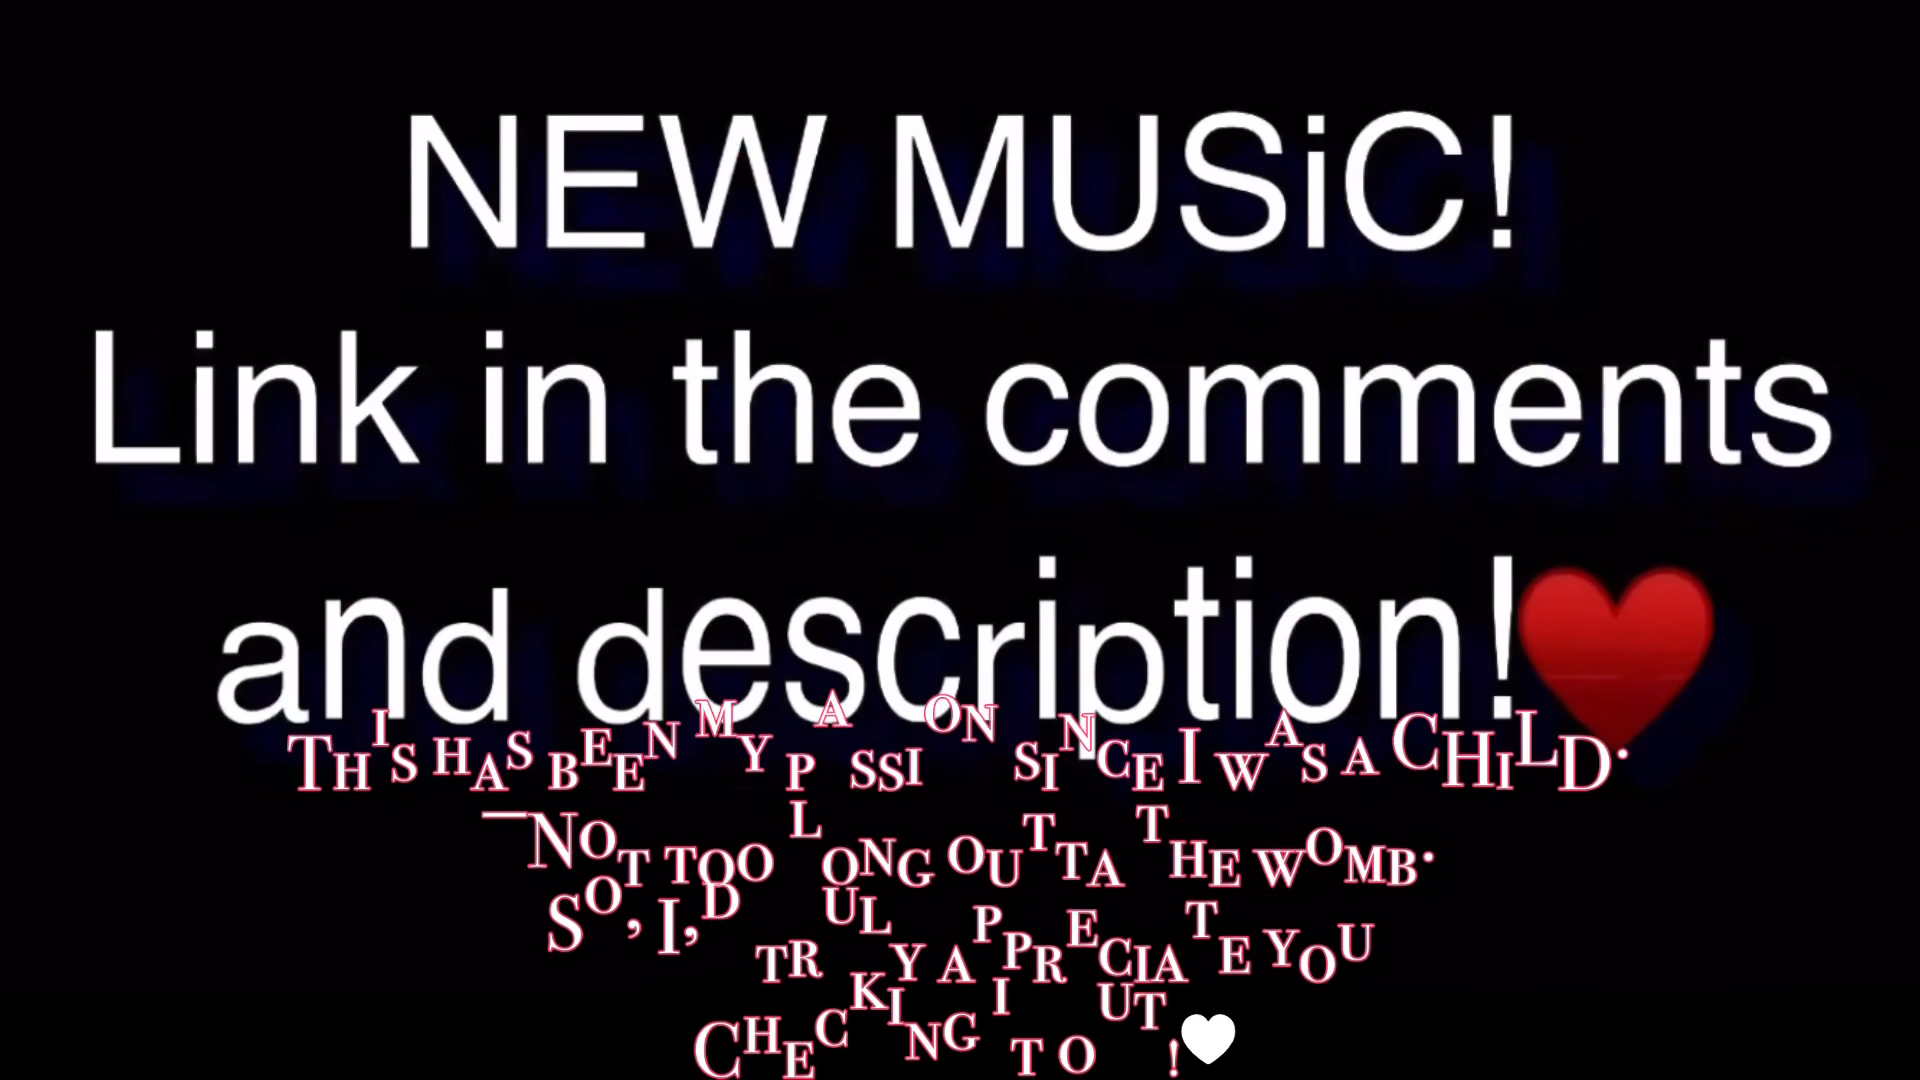 NEW MUSiC!
Link in the comments
and description!♥
THIS HAS BEEN MY PASSION SINCE I WAS A CHILD.
—NOT TOO LONG OUTTA THE WOMB.
SO, I,D TRULY APPRECIATE YOU
CHECKING IT OUT!♥